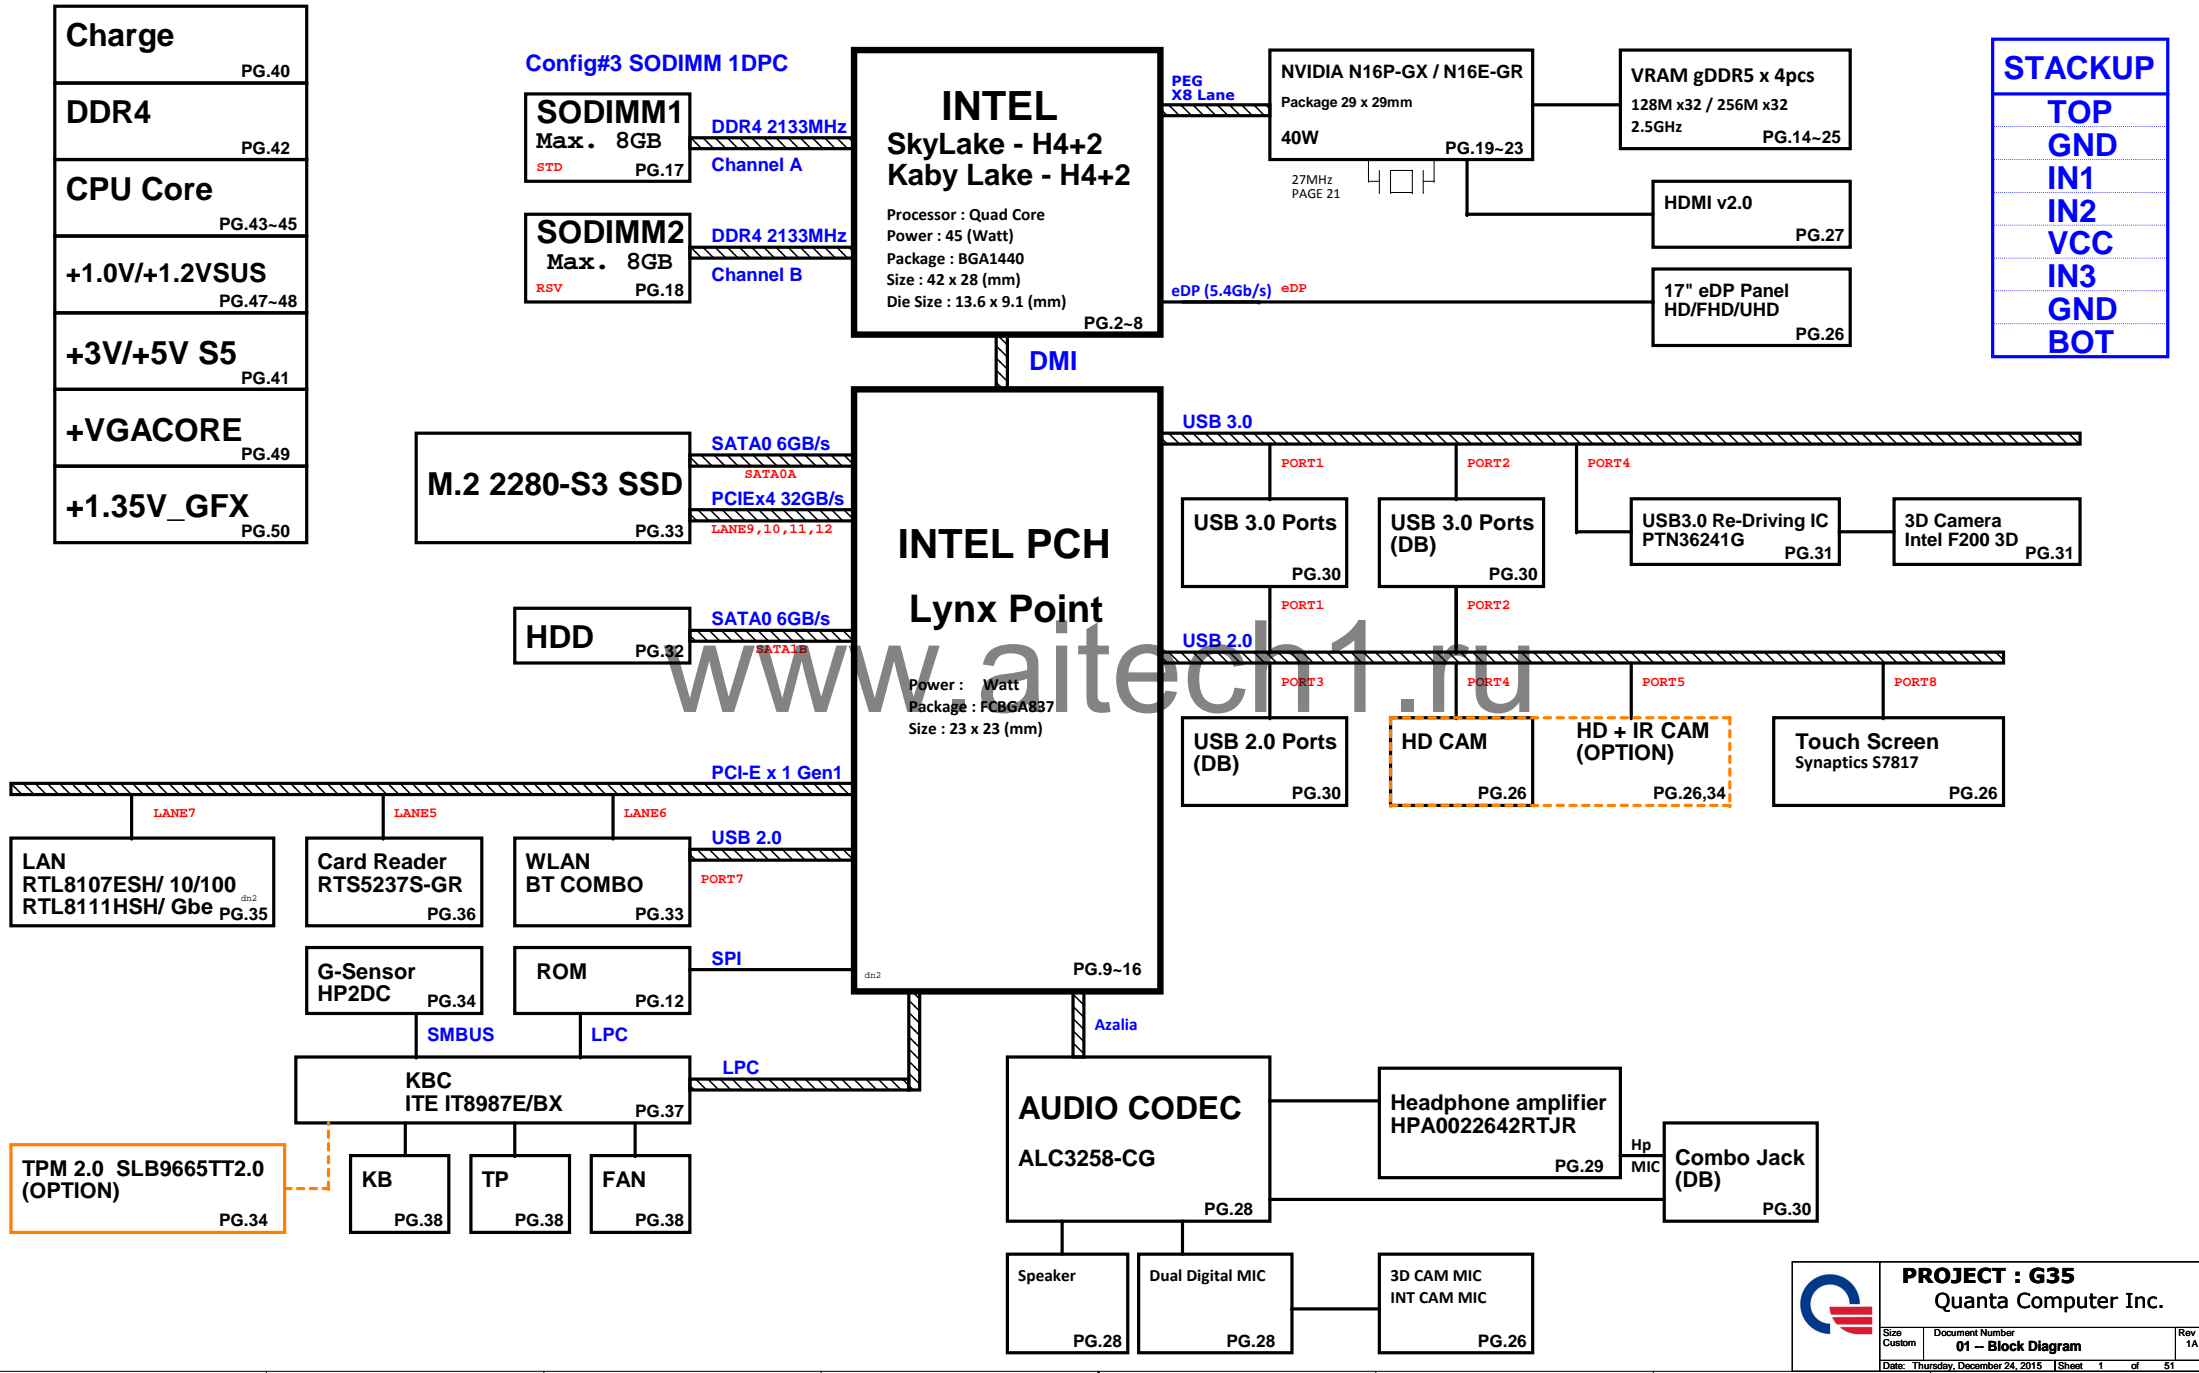 Charge
PG.40
DDR4
PG.42
CPU Core
PG.43~45
+1.0V/+1.2VSUS
PG.47~48
+3V/+5V S5
PG.41
+VGACORE
PG.49
+1.35V_GFX
PG.50
Config#3 SODIMM 1DPC
SODIMM1
Max. 8GB
STD
PG.17
DDR4 2133MHz
Channel A
SODIMM2
Max. 8GB
RSV
PG.18
DDR4 2133MHz
Channel B
INTEL
SkyLake - H4+2
Kaby Lake - H4+2
Processor : Quad Core
Power : 45 (Watt)
Package : BGA1440
Size : 42 x 28 (mm)
Die Size : 13.6 x 9.1 (mm)
PG.2~8
PEG
X8 Lane
NVIDIA N16P-GX / N16E-GR
Package 29 x 29mm
40W
PG.19~23
27MHz
PAGE 21
VRAM gDDR5 x 4pcs
128M x32 / 256M x32
2.5GHz
PG.14~25
HDMI v2.0
PG.27
eDP (5.4Gb/s)
eDP
17" eDP Panel
HD/FHD/UHD
PG.26
STACKUP
TOP
GND
IN1
IN2
VCC
IN3
GND
BOT
DMI
M.2 2280-S3 SSD
PG.33
SATA0 6GB/s
SATA0A
PCIEx4 32GB/s
LANE9,10,11,12
HDD
PG.32
SATA0 6GB/s
SATA1B
INTEL PCH
Lynx Point
Power : Watt
Package : FCBGA837
Size : 23 x 23 (mm)
dn2
PG.9~16
www.aitech1.ru
USB 3.0
PORT1
PORT2
PORT4
USB 3.0 Ports
PG.30
USB 3.0 Ports
(DB)
PG.30
USB3.0 Re-Driving IC
PTN36241G
PG.31
3D Camera
Intel F200 3D
PG.31
PORT1
PORT2
USB 2.0
PORT3
PORT4
PORT5
PORT8
USB 2.0 Ports
(DB)
PG.30
HD CAM
PG.26
HD + IR CAM
(OPTION)
PG.26,34
Touch Screen
Synaptics S7817
PG.26
PCI-E x 1 Gen1
LANE7
LANE5
LANE6
LAN
RTL8107ESH/ 10/100
RTL8111HSH/ Gbe
dn2
PG.35
Card Reader
RTS5237S-GR
PG.36
WLAN
BT COMBO
PG.33
USB 2.0
PORT7
G-Sensor
HP2DC
PG.34
ROM
PG.12
SPI
SMBUS
LPC
KBC
ITE IT8987E/BX
PG.37
LPC
TPM 2.0 SLB9665TT2.0
(OPTION)
PG.34
KB
PG.38
TP
PG.38
FAN
PG.38
Azalia
AUDIO CODEC
ALC3258-CG
PG.28
Headphone amplifier
HPA0022642RTJR
PG.29
Hp
MIC
Combo Jack
(DB)
PG.30
Speaker
PG.28
Dual Digital MIC
PG.28
3D CAM MIC
INT CAM MIC
PG.26
PROJECT : G35
Quanta Computer Inc.
Size
Custom
Document Number
01 -- Block Diagram
Rev
1A
Date: Thursday, December 24, 2015
Sheet 1 of 51